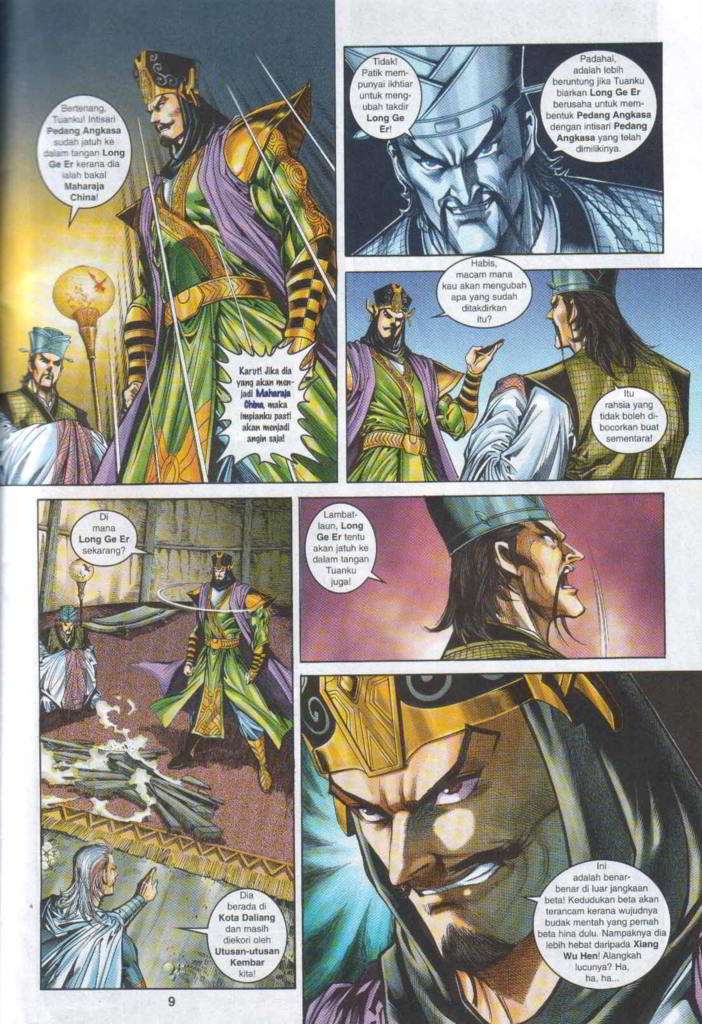 Bertenang,
Tuanku! Intisari
Pedang Angkasa
sudah jatuh ke
dalam tangan Long
Ge Er kerana dia
ialah bakal
Maharaja
China!
Karut! Jika dia
yang akan men-
jadi Maharaja
China, maka
impianku pasti
akan menjadi
angin saja!
Tidak!
Patik mem-
punyai ikhtiar
untuk meng-
ubah takdir
Long Ge
Er!
Padahal,
adalah lebih
beruntung jika Tuanku
biarkan Long Ge Er
berusaha untuk mem-
bentuk Pedang Angkasa
dengan intisari Pedang
Angkasa yang telah
dimilikinya.
Habis,
macam mana
kau akan mengubah
apa yang sudah
ditakdirkan
itu?
Itu
rahsia yang
tidak boleh di-
bocorkan buat
sementara!
Di
mana
Long Ge Er
sekarang?
Dia
berada di
Kota Daliang
dan masih
diekori oleh
Utusan-utusan
Kembar
kita!
Lambat-
laun, Long
Ge Er tentu
akan jatuh ke
dalam tangan
Tuanku
juga!
Ini
adalah benar-
benar di luar jangkaan
beta! Kedudukan beta akan
terancam kerana wujudnya
budak mentah yang pernah
beta hina dulu. Nampaknya dia
lebih hebat daripada Xiang
Wu Hen! Alangkah
lucunya? Ha,
ha, ha...
9